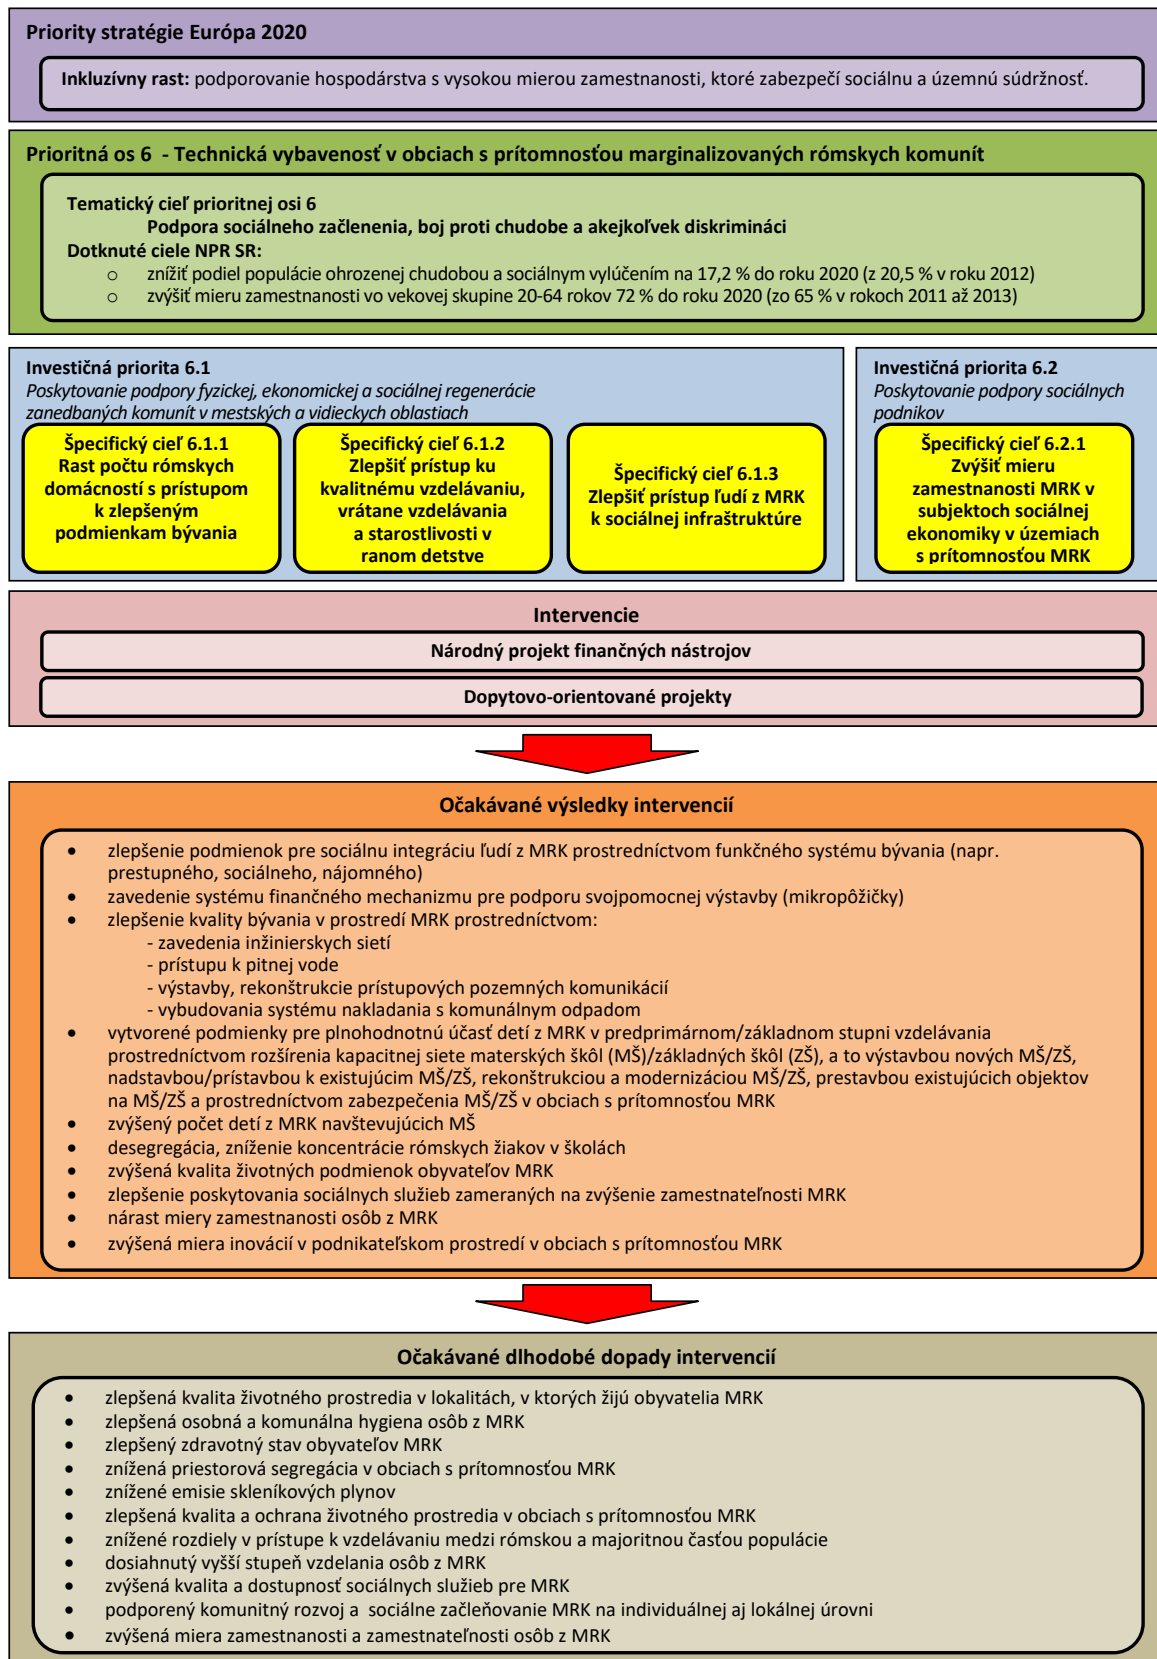 Priority stratégie Európa 2020
Inkluzívny rast: podporovanie hospodárstva s vysokou mierou zamestnanosti, ktoré zabezpečí sociálnu a územnú súdržnosť.
Prioritná os 6 - Technická vybavenosť v obciach s prítomnosťou marginalizovaných rómskych komunít
Tematický cieľ prioritnej osi 6
Podpora sociálneho začlenenia, boj proti chudobe a akejkoľvek diskrimináci
Dotknuté ciele NPR SR:
o znížiť podiel populácie ohrozenej chudobou a sociálnym vylúčením na 17,2 % do roku 2020 (z 20,5 % v roku 2012)
o zvýšiť mieru zamestnanosti vo vekovej skupine 20-64 rokov 72 % do roku 2020 (zo 65 % v rokoch 2011 až 2013)
Investičná priorita 6.1
Poskytovanie podpory fyzickej, ekonomickej a sociálnej regenerácie
zanedbaných komunít v mestských a vidieckych oblastiach
Špecifický cieľ 6.1.1
Rast počtu rómskych
domácností s prístupom
k zlepšeným
podmienkam bývania
Špecifický cieľ 6.1.2
Zlepšiť prístup ku
kvalitnému vzdelávaniu,
vrátane vzdelávania
a starostlivosti v
ranom detstve
Špecifický cieľ 6.1.3
Zlepšiť prístup ľudí z MRK
k sociálnej infraštruktúre
Investičná priorita 6.2
Poskytovanie podpory sociálnych
podnikov
Špecifický cieľ 6.2.1
Zvýšiť mieru
zamestnanosti MRK v
subjektoch sociálnej
ekonomiky v územiach
s prítomnosťou MRK
Intervencie
Národný projekt finančných nástrojov
Dopytovo-orientované projekty
Očakávané výsledky intervencií
• zlepšenie podmienok pre sociálnu integráciu ľudí z MRK prostredníctvom funkčného systému bývania (napr.
prestupného, sociálneho, nájomného)
• zavedenie systému finančného mechanizmu pre podporu svojpomocnej výstavby (mikropôžičky)
• zlepšenie kvality bývania v prostredí MRK prostredníctvom:
- zavedenia inžinierskych sietí
- prístupu k pitnej vode
- výstavby, rekonštrukcie prístupových pozemných komunikácií
- vybudovania systému nakladania s komunálnym odpadom
• vytvorené podmienky pre plnohodnotnú účasť detí z MRK v predprimárnom/základnom stupni vzdelávania
prostredníctvom rozšírenia kapacitnej siete materských škôl (MŠ)/základných škôl (ZŠ), a to výstavbou nových MŠ/ZŠ,
nadstavbou/prístavbou k existujúcim MŠ/ZŠ, rekonštrukciou a modernizáciou MŠ/ZŠ, prestavbou existujúcich objektov
na MŠ/ZŠ a prostredníctvom zabezpečenia MŠ/ZŠ v obciach s prítomnosťou MRK
• zvýšený počet detí z MRK navštevujúcich MŠ
• desegregácia, zníženie koncentrácie rómskych žiakov v školách
• zvýšená kvalita životných podmienok obyvateľov MRK
• zlepšenie poskytovania sociálnych služieb zameraných na zvýšenie zamestnateľnosti MRK
• nárast miery zamestnanosti osôb z MRK
• zvýšená miera inovácií v podnikateľskom prostredí v obciach s prítomnosťou MRK
Očakávané dlhodobé dopady intervencií
• zlepšená kvalita životného prostredia v lokalitách, v ktorých žijú obyvatelia MRK
• zlepšená osobná a komunálna hygiena osôb z MRK
• zlepšený zdravotný stav obyvateľov MRK
• znížená priestorová segregácia v obciach s prítomnosťou MRK
• znížené emisie skleníkových plynov
• zlepšená kvalita a ochrana životného prostredia v obciach s prítomnosťou MRK
• znížené rozdiely v prístupe k vzdelávaniu medzi rómskou a majoritnou časťou populácie
• dosiahnutý vyšší stupeň vzdelania osôb z MRK
• zvýšená kvalita a dostupnosť sociálnych služieb pre MRK
• podporený komunitný rozvoj a sociálne začleňovanie MRK na individuálnej aj lokálnej úrovni
• zvýšená miera zamestnanosti a zamestnateľnosti osôb z MRK